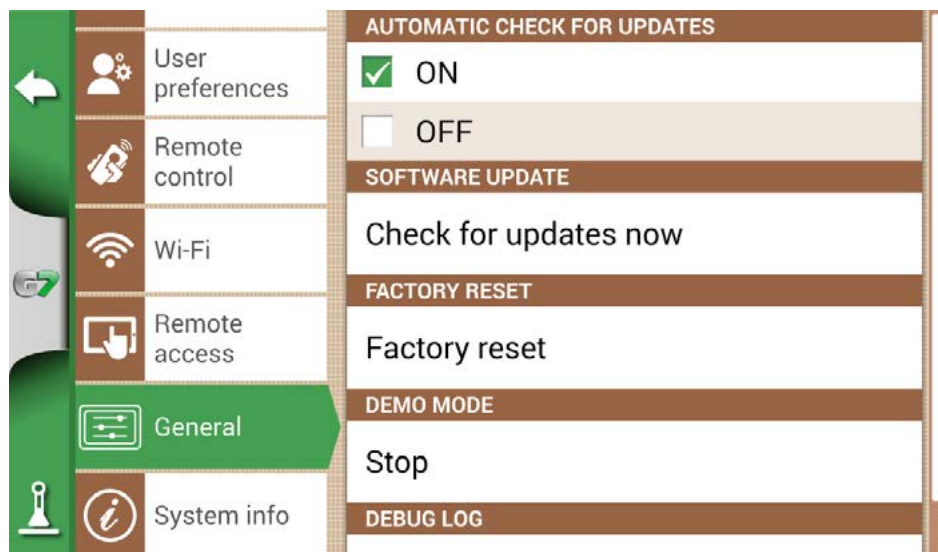 User
preferences
Remote
control
Wi-Fi
G7
Remote
access
General
System info
AUTOMATIC CHECK FOR UPDATES
ON
OFF
SOFTWARE UPDATE
Check for updates now
FACTORY RESET
Factory reset
DEMO MODE
Stop
DEBUG LOG